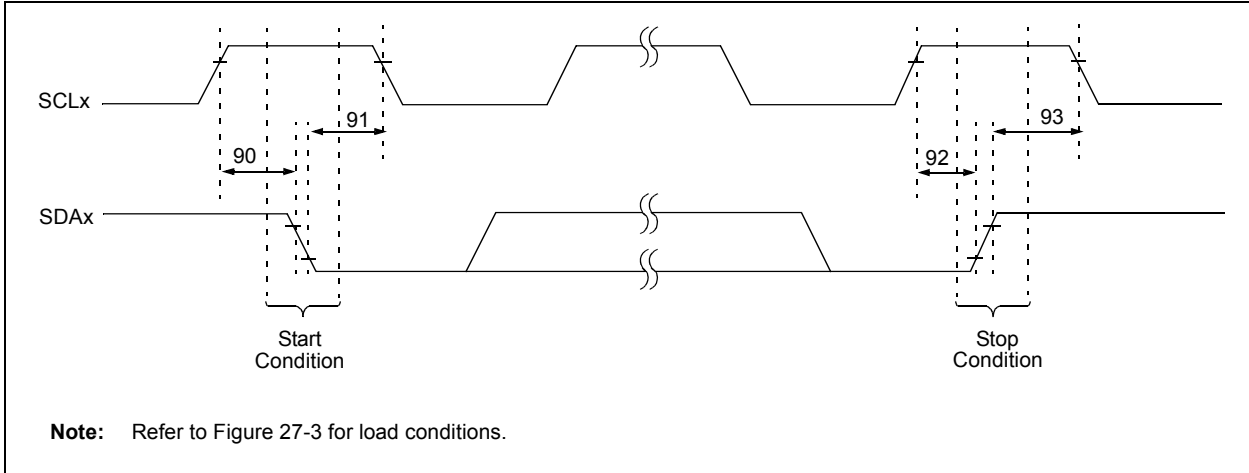 SCLx
91
93
90
92
SDAx
Start
Condition
Stop
Condition
Note: Refer to Figure 27-3 for load conditions.